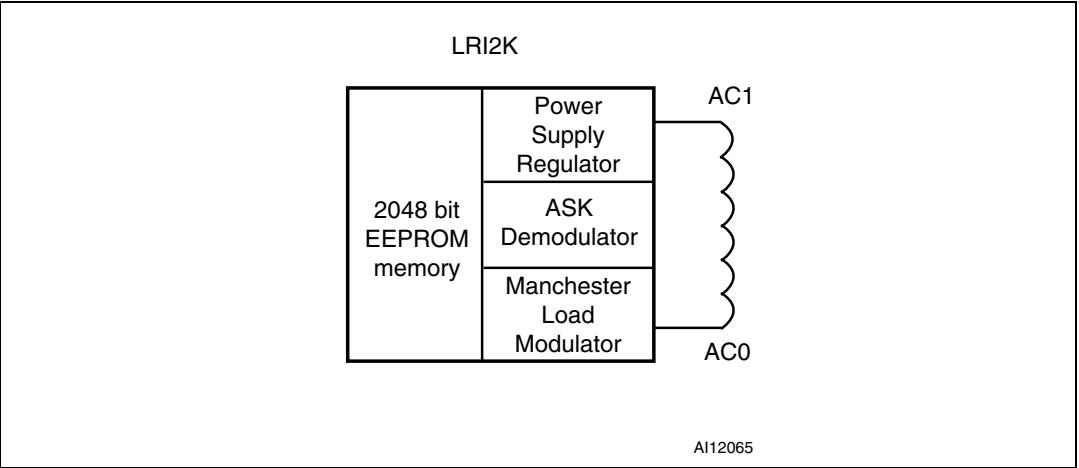 LRI2K
2048 bit
EEPROM
memory
Power
Supply
Regulator
ASK
Demodulator
Manchester
Load
Modulator
AC1
AC0
AI12065